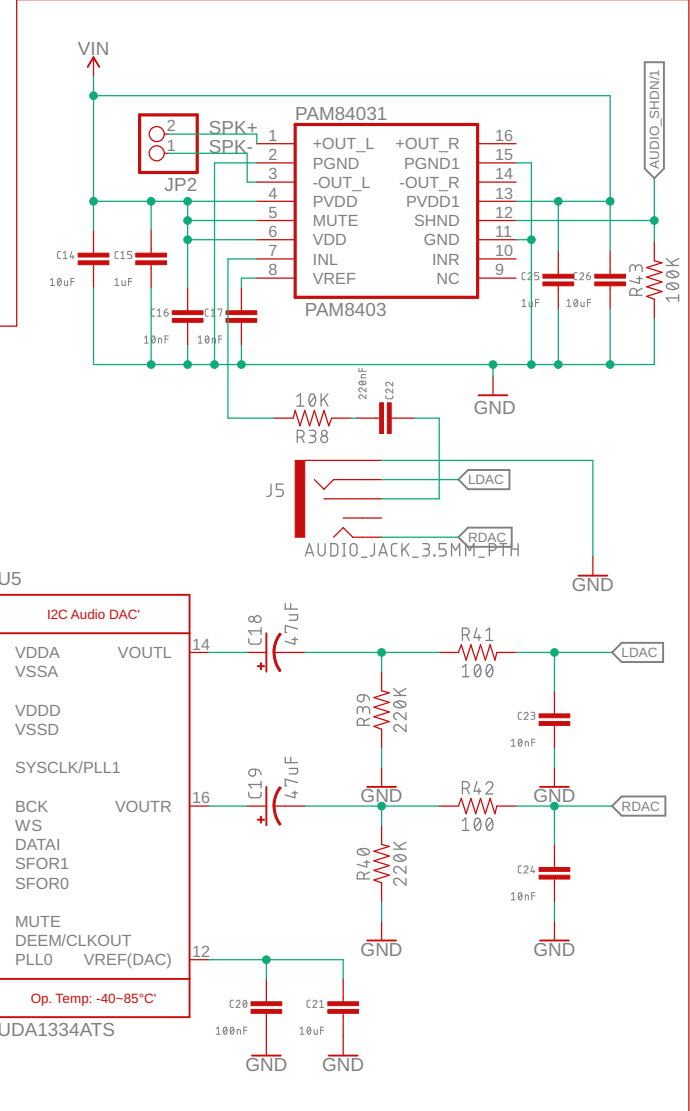 VIN
AUDIO_SHDN/1
PAM84031
2 SPK+
1 SPK-
JP2
1 +OUT_L +OUT_R 16
2 PGND PGND1 15
3 -OUT_L -OUT_R 14
4 PVDD PVDD1 13
5 MUTE SHND 12
6 VDD GND 11
7 INL INR 10
8 VREF NC 9
PAM8403
C14
10uF
C15
1uF
C16
10nF
C17
10nF
C25
1uF
C26
10uF
R43
100K
GND
10K
R38
220nF
C22
J5
LDAC
RDAC
AUDIO_JACK_3.5MM_PTH
GND
U5
I2C Audio DAC'
VDDA VOUTL 14
VSSA
VDDD
VSSD
SYSCLK/PLL1
BCK VOUTR 16
WS
DATAI
SFOR1
SFOR0
MUTE
DEEM/CLKOUT
PLL0 VREF(DAC) 12
Op. Temp: -40~85°C'
UDA1334ATS
C18
47uF
R41
100
LDAC
R39
220K
C23
10nF
GND
GND
C19
47uF
R42
100
RDAC
R40
220K
C24
10nF
GND
GND
C20
100nF
C21
10uF
GND
GND